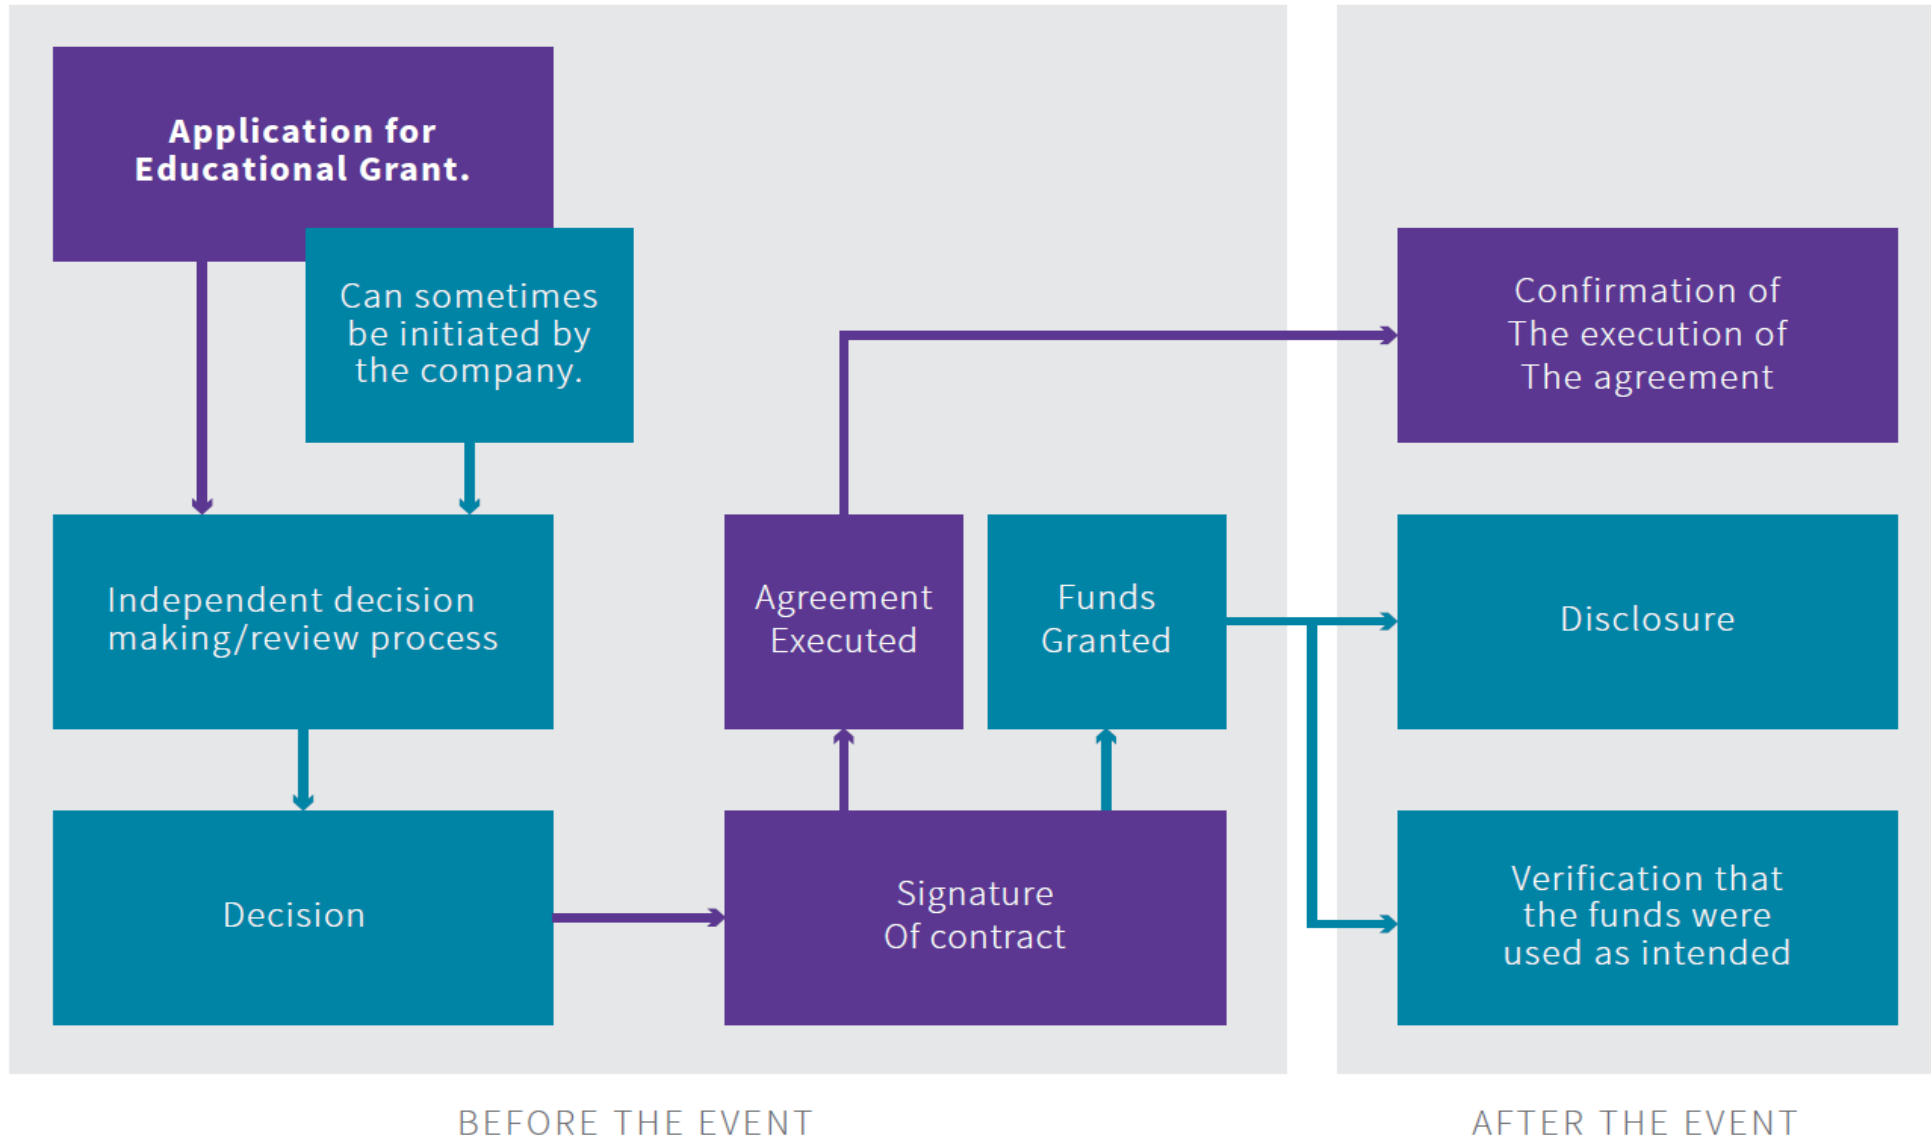 Application for
Educational Grant.
Can sometimes
be initiated by
the company.
Independent decision
making/review process
Decision
Agreement
Executed
Funds
Granted
Signature
Of contract
Confirmation of
The execution of
The agreement
Disclosure
Verification that
the funds were
used as intended
BEFORE THE EVENT
AFTER THE EVENT